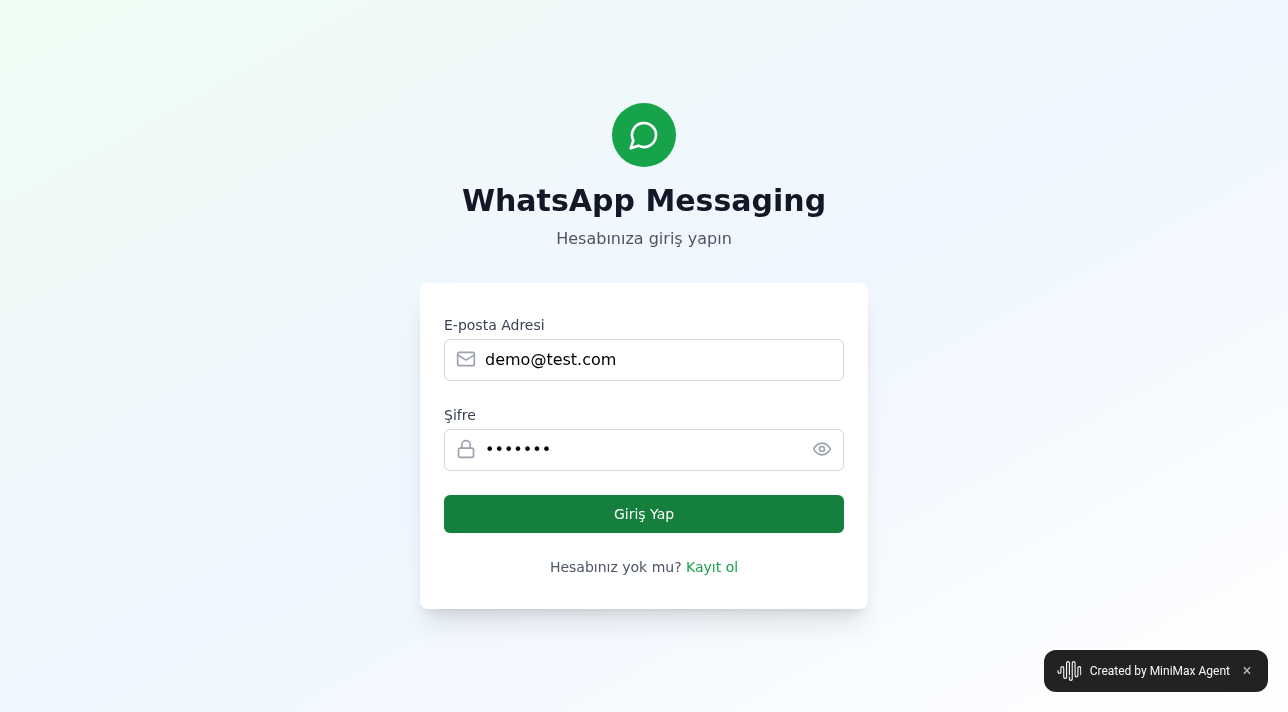 WhatsApp Messaging
Hesabınıza giriş yapın
E-posta Adresi
demo@test.com
Şifre
•••••••
Giriş Yap
Hesabınız yok mu? Kayıt ol
Created by MiniMax Agent ×